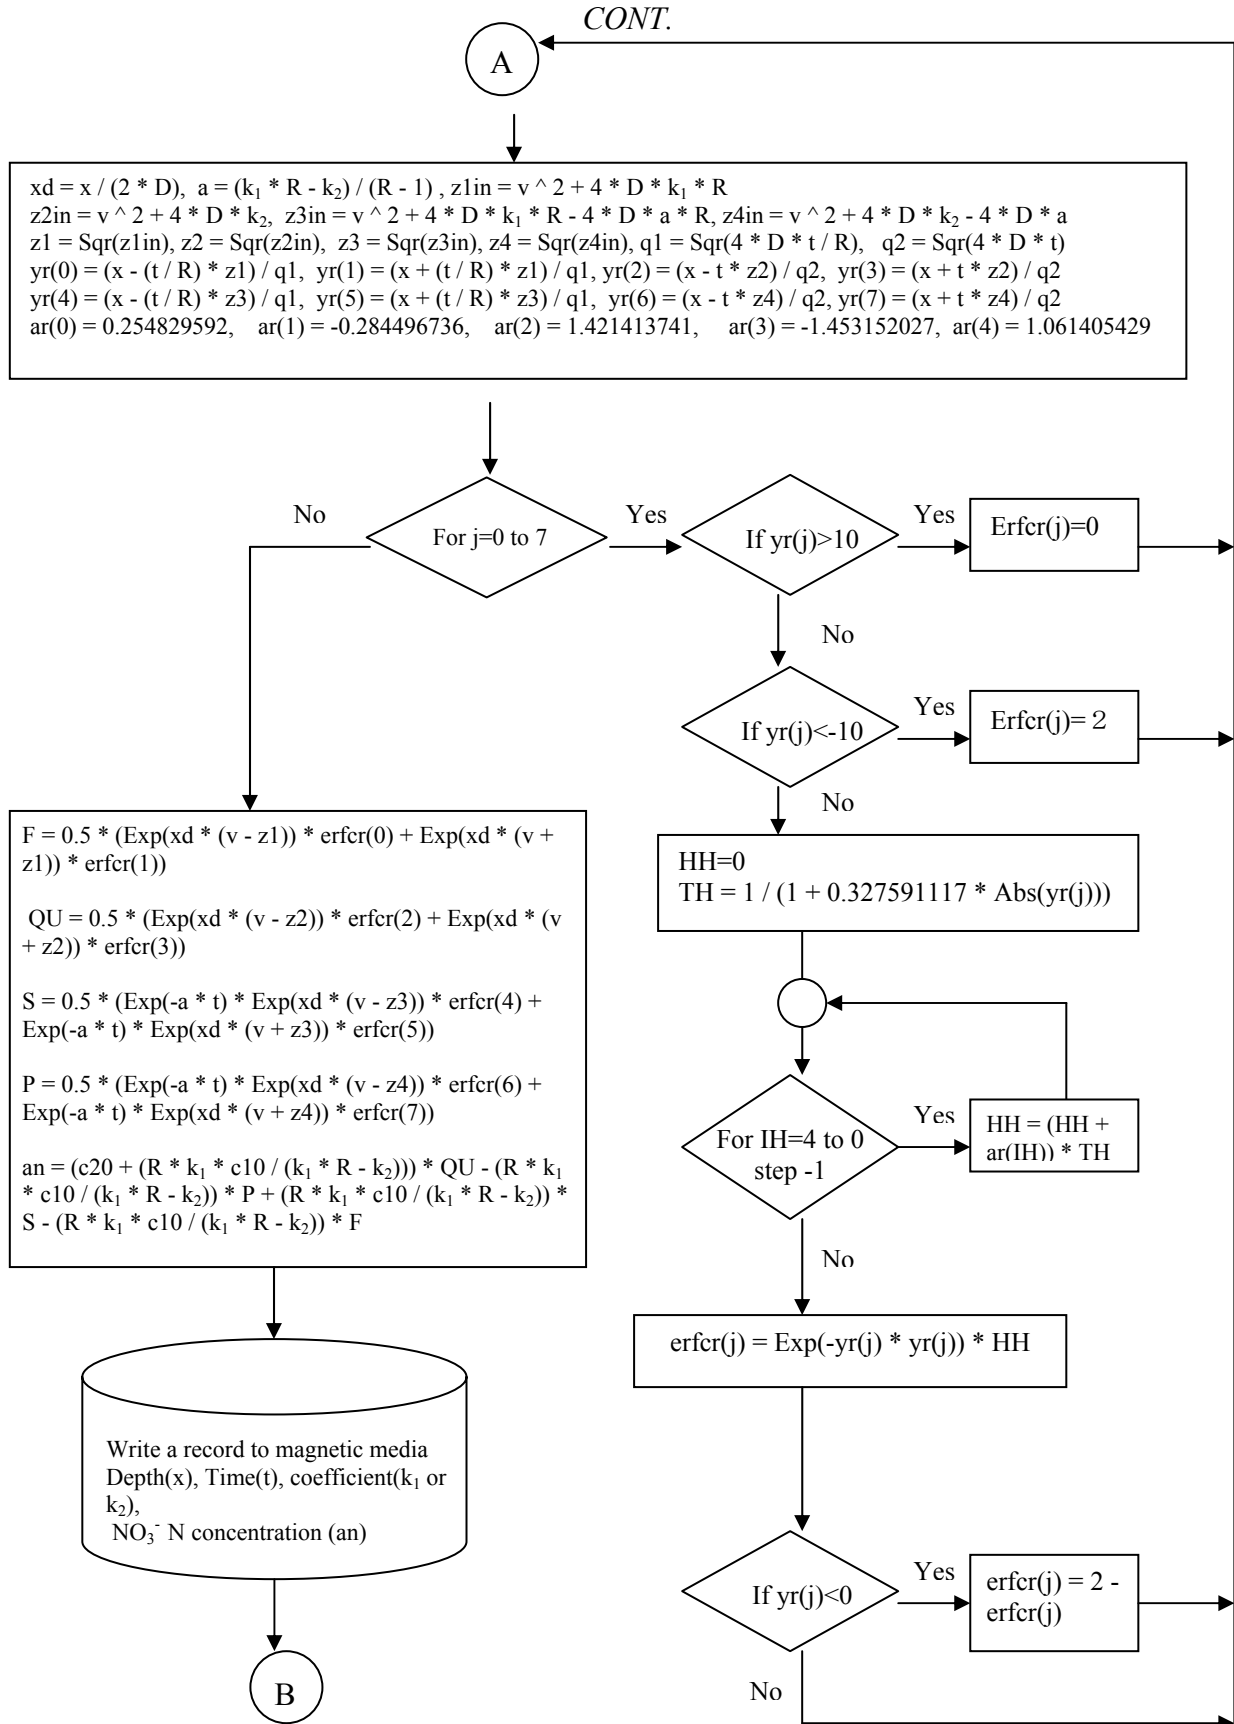 CONT.
A
xd = x / (2 * D), a = (k₁ * R - k₂) / (R - 1) , z1in = v ^ 2 + 4 * D * k₁ * R
z2in = v ^ 2 + 4 * D * k₂, z3in = v ^ 2 + 4 * D * k₁ * R - 4 * D * a * R, z4in = v ^ 2 + 4 * D * k₂ - 4 * D * a
z1 = Sqr(z1in), z2 = Sqr(z2in), z3 = Sqr(z3in), z4 = Sqr(z4in), q1 = Sqr(4 * D * t / R), q2 = Sqr(4 * D * t)
yr(0) = (x - (t / R) * z1) / q1, yr(1) = (x + (t / R) * z1) / q1, yr(2) = (x - t * z2) / q2, yr(3) = (x + t * z2) / q2
yr(4) = (x - (t / R) * z3) / q1, yr(5) = (x + (t / R) * z3) / q1, yr(6) = (x - t * z4) / q2, yr(7) = (x + t * z4) / q2
ar(0) = 0.254829592, ar(1) = -0.284496736, ar(2) = 1.421413741, ar(3) = -1.453152027, ar(4) = 1.061405429
No
For j=0 to 7
Yes
If yr(j)>10
Yes
Erfcr(j)=0
No
If yr(j)<-10
Yes
Erfcr(j)= 2
No
HH=0
TH = 1 / (1 + 0.327591117 * Abs(yr(j)))
For IH=4 to 0
step -1
Yes
HH = (HH +
ar(IH)) * TH
No
erfcr(j) = Exp(-yr(j) * yr(j)) * HH
If yr(j)<0
Yes
erfcr(j) = 2 -
erfcr(j)
No
F = 0.5 * (Exp(xd * (v - z1)) * erfcr(0) + Exp(xd * (v +
z1)) * erfcr(1))
QU = 0.5 * (Exp(xd * (v - z2)) * erfcr(2) + Exp(xd * (v
+ z2)) * erfcr(3))
S = 0.5 * (Exp(-a * t) * Exp(xd * (v - z3)) * erfcr(4) +
Exp(-a * t) * Exp(xd * (v + z3)) * erfcr(5))
P = 0.5 * (Exp(-a * t) * Exp(xd * (v - z4)) * erfcr(6) +
Exp(-a * t) * Exp(xd * (v + z4)) * erfcr(7))
an = (c20 + (R * k₁ * c10 / (k₁ * R - k₂))) * QU - (R * k₁
* c10 / (k₁ * R - k₂)) * P + (R * k₁ * c10 / (k₁ * R - k₂)) *
S - (R * k₁ * c10 / (k₁ * R - k₂)) * F
Write a record to magnetic media
Depth(x), Time(t), coefficient(k₁ or
k₂),
NO₃⁻ N concentration (an)
B